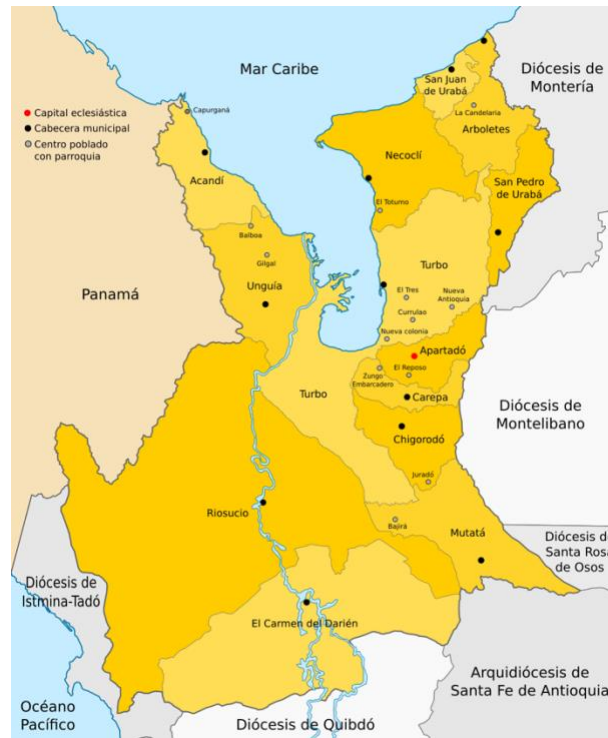 Mar Caribe
Diócesis de
Montería
Capital eclesiástica
Cabecera municipal
Centro poblado
con parroquia
Capurganá
San Juan
de Urabá
La Candelaria
Arboletes
Necoclí
Acandí
San Pedro
de Urabá
El Totumo
Balboa
Gilgal
Unguía
Turbo
El Tres
Nueva
Antioquia
Currulao
Panamá
Nueva colonia
Apartadó
El Reposo
Zungo
Embarcadero
Carepa
Turbo
Diócesis de
Montelibano
Chigorodó
Juradó
Riosucio
Bajirá
Mutatá
Diócesis de
Santa Rosa
de Osos
Diócesis de
Istmina-Tadó
El Carmen del Darién
Arquidiócesis de
Santa Fe de Antioquia
Océano
Pacífico
Diócesis de Quibdó